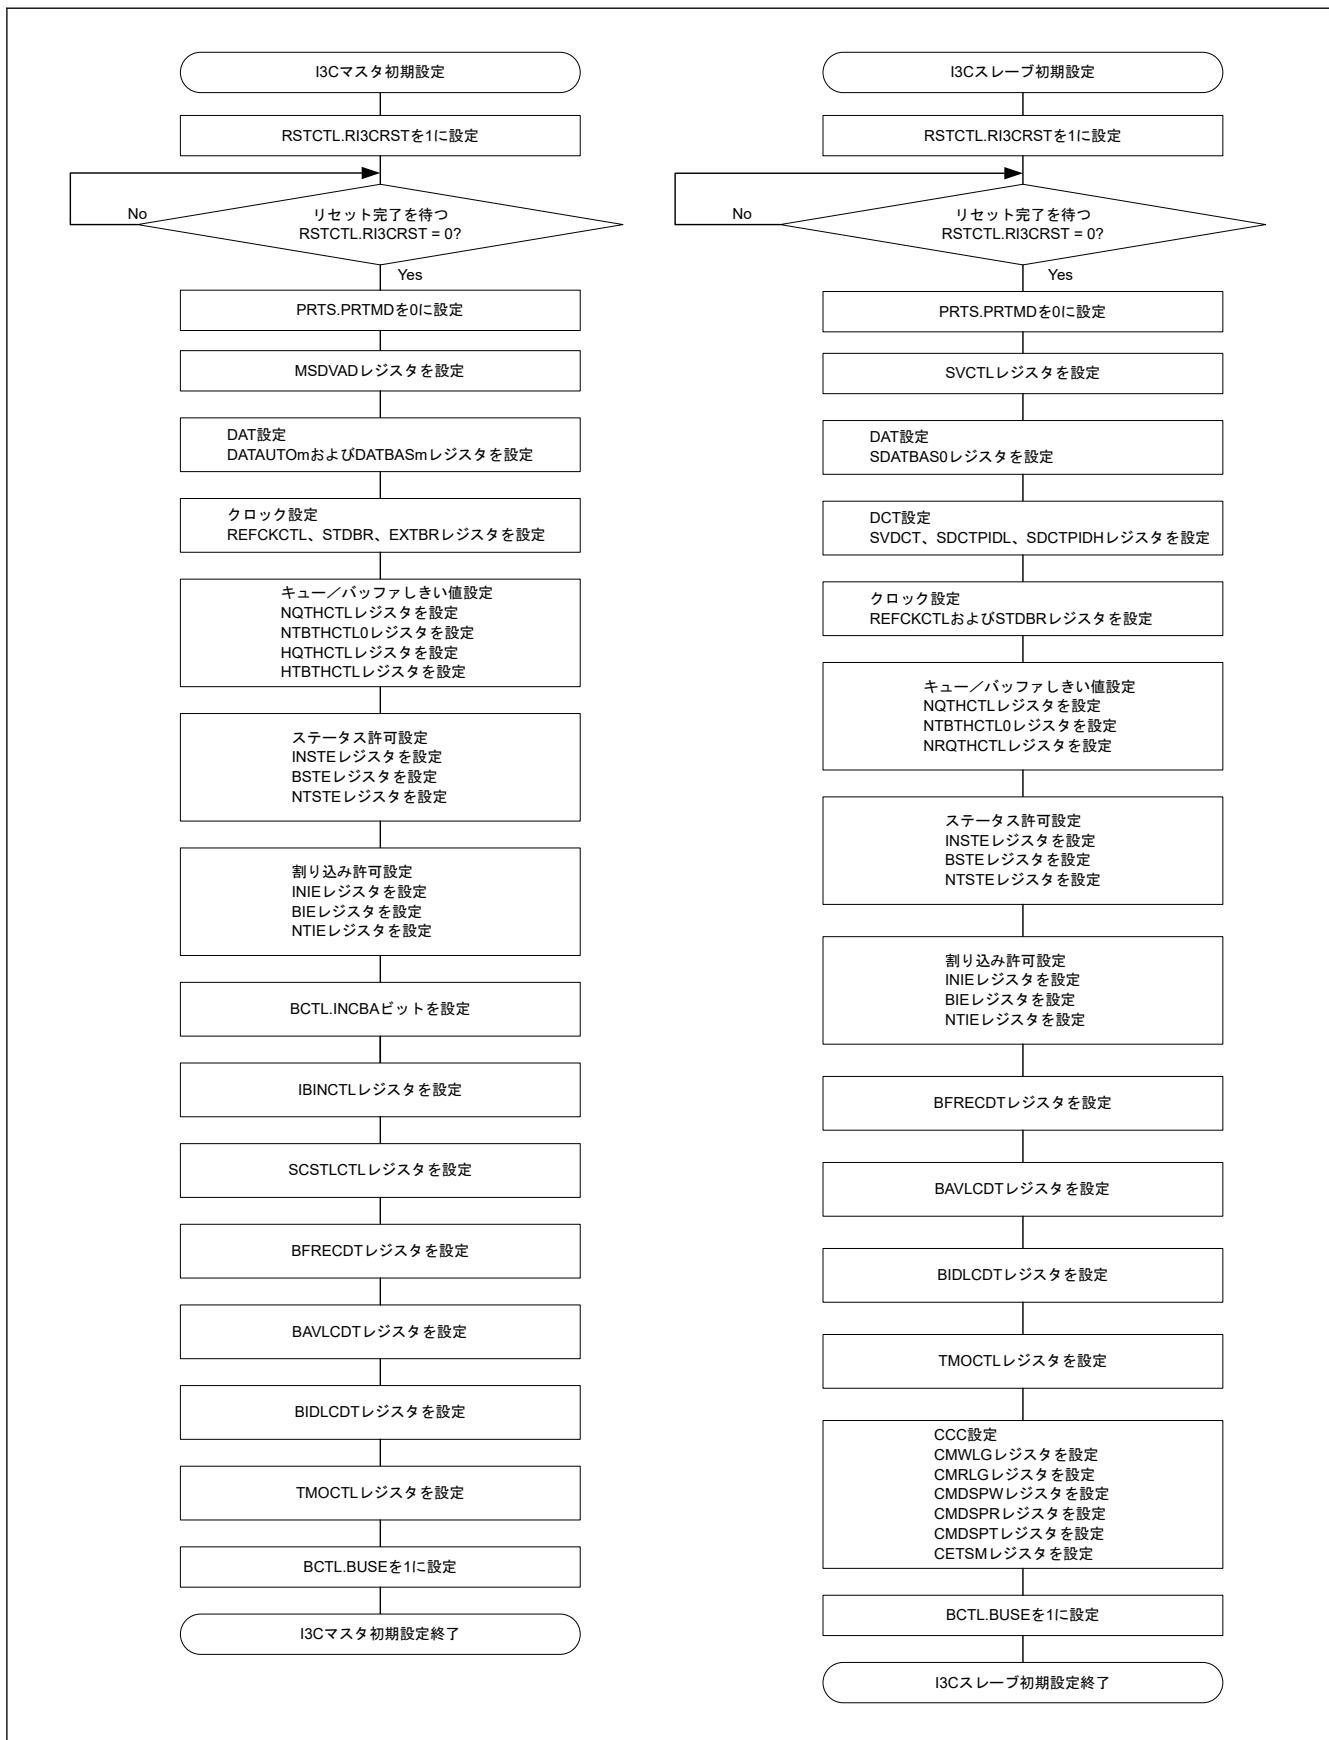 I3Cマスタ初期設定
RSTCTL.RI3CRSTを1に設定
No
リセット完了を待つ
RSTCTL.RI3CRST = 0?
Yes
PRTS.PRTMDを0に設定
MSDVADレジスタを設定
DAT設定
DATAUTOmおよびDATBASmレジスタを設定
クロック設定
REFCKCTL、STDBR、EXTBRレジスタを設定
キュー／バッファしきい値設定
NQTHCTLレジスタを設定
NTBTHCTL0レジスタを設定
HQTHCTLレジスタを設定
HTBTHCTLレジスタを設定
ステータス許可設定
INSTEレジスタを設定
BSTEレジスタを設定
NTSTEレジスタを設定
割り込み許可設定
INIEレジスタを設定
BIEレジスタを設定
NTIEレジスタを設定
BCTL.INCBAビットを設定
IBINCTLレジスタを設定
SCSTLCTLレジスタを設定
BFRECDTレジスタを設定
BAVLCDTレジスタを設定
BIDLCDTレジスタを設定
TMOCTLレジスタを設定
BCTL.BUSEを1に設定
I3Cマスタ初期設定終了
I3Cスレーブ初期設定
RSTCTL.RI3CRSTを1に設定
No
リセット完了を待つ
RSTCTL.RI3CRST = 0?
Yes
PRTS.PRTMDを0に設定
SVCTLレジスタを設定
DAT設定
SDATBAS0レジスタを設定
DCT設定
SVDCT、SDCTPIDL、SDCTPIDHレジスタを設定
クロック設定
REFCKCTLおよびSTDBRレジスタを設定
キュー／バッファしきい値設定
NQTHCTLレジスタを設定
NTBTHCTL0レジスタを設定
NRQTHCTLレジスタを設定
ステータス許可設定
INSTEレジスタを設定
BSTEレジスタを設定
NTSTEレジスタを設定
割り込み許可設定
INIEレジスタを設定
BIEレジスタを設定
NTIEレジスタを設定
BFRECDTレジスタを設定
BAVLCDTレジスタを設定
BIDLCDTレジスタを設定
TMOCTLレジスタを設定
CCC設定
CMWLGレジスタを設定
CMRLGレジスタを設定
CMDSPWレジスタを設定
CMDSPRレジスタを設定
CMDSPTレジスタを設定
CETSMレジスタを設定
BCTL.BUSEを1に設定
I3Cスレーブ初期設定終了